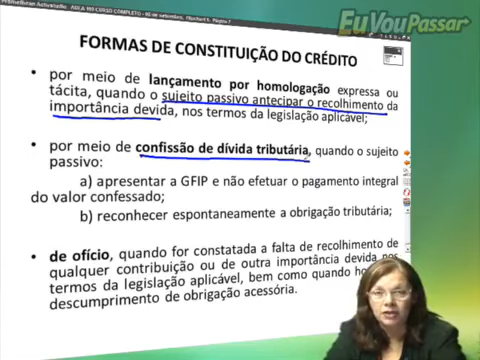 EuVouPassar
FORMAS DE CONSTITUIÇÃO DO CRÉDITO
• por meio de lançamento por homologação expressa ou
tácita, quando o sujeito passivo antecipar o recolhimento da
importância devida, nos termos da legislação aplicável;
• por meio de confissão de dívida tributária, quando o sujeito
passivo:
a) apresentar a GFIP e não efetuar o pagamento integral
do valor confessado;
b) reconhecer espontaneamente a obrigação tributária;
• de ofício, quando for constatada a falta de recolhimento de
qualquer contribuição ou de outra importância devida nos
termos da legislação aplicável, bem como quando
descumprimento de obrigação acessória.